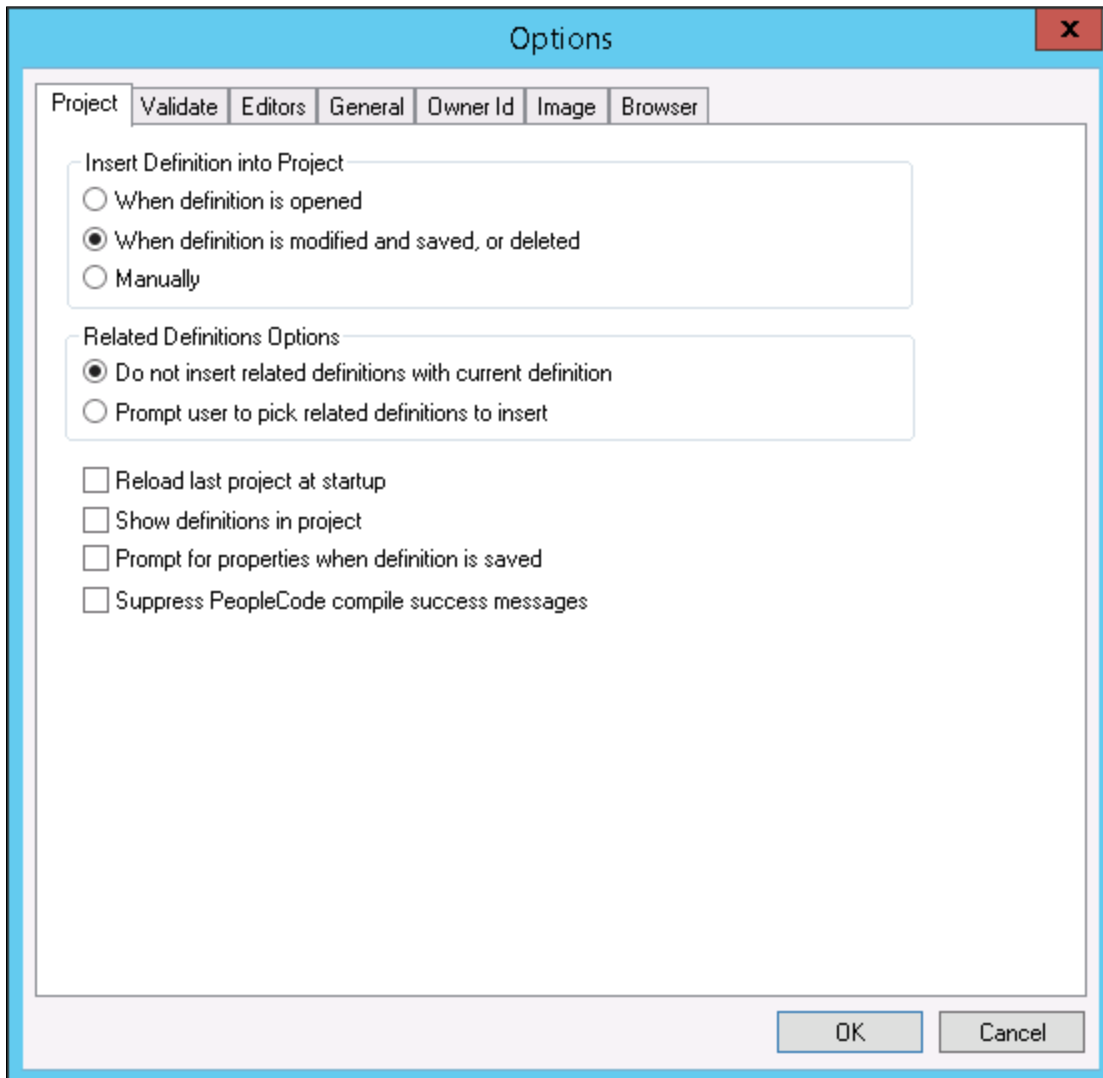 Options
x
Project Validate Editors General Owner Id Image Browser
Insert Definition into Project
When definition is opened
When definition is modified and saved, or deleted
Manually
Related Definitions Options
Do not insert related definitions with current definition
Prompt user to pick related definitions to insert
Reload last project at startup
Show definitions in project
Prompt for properties when definition is saved
Suppress PeopleCode compile success messages
OK Cancel